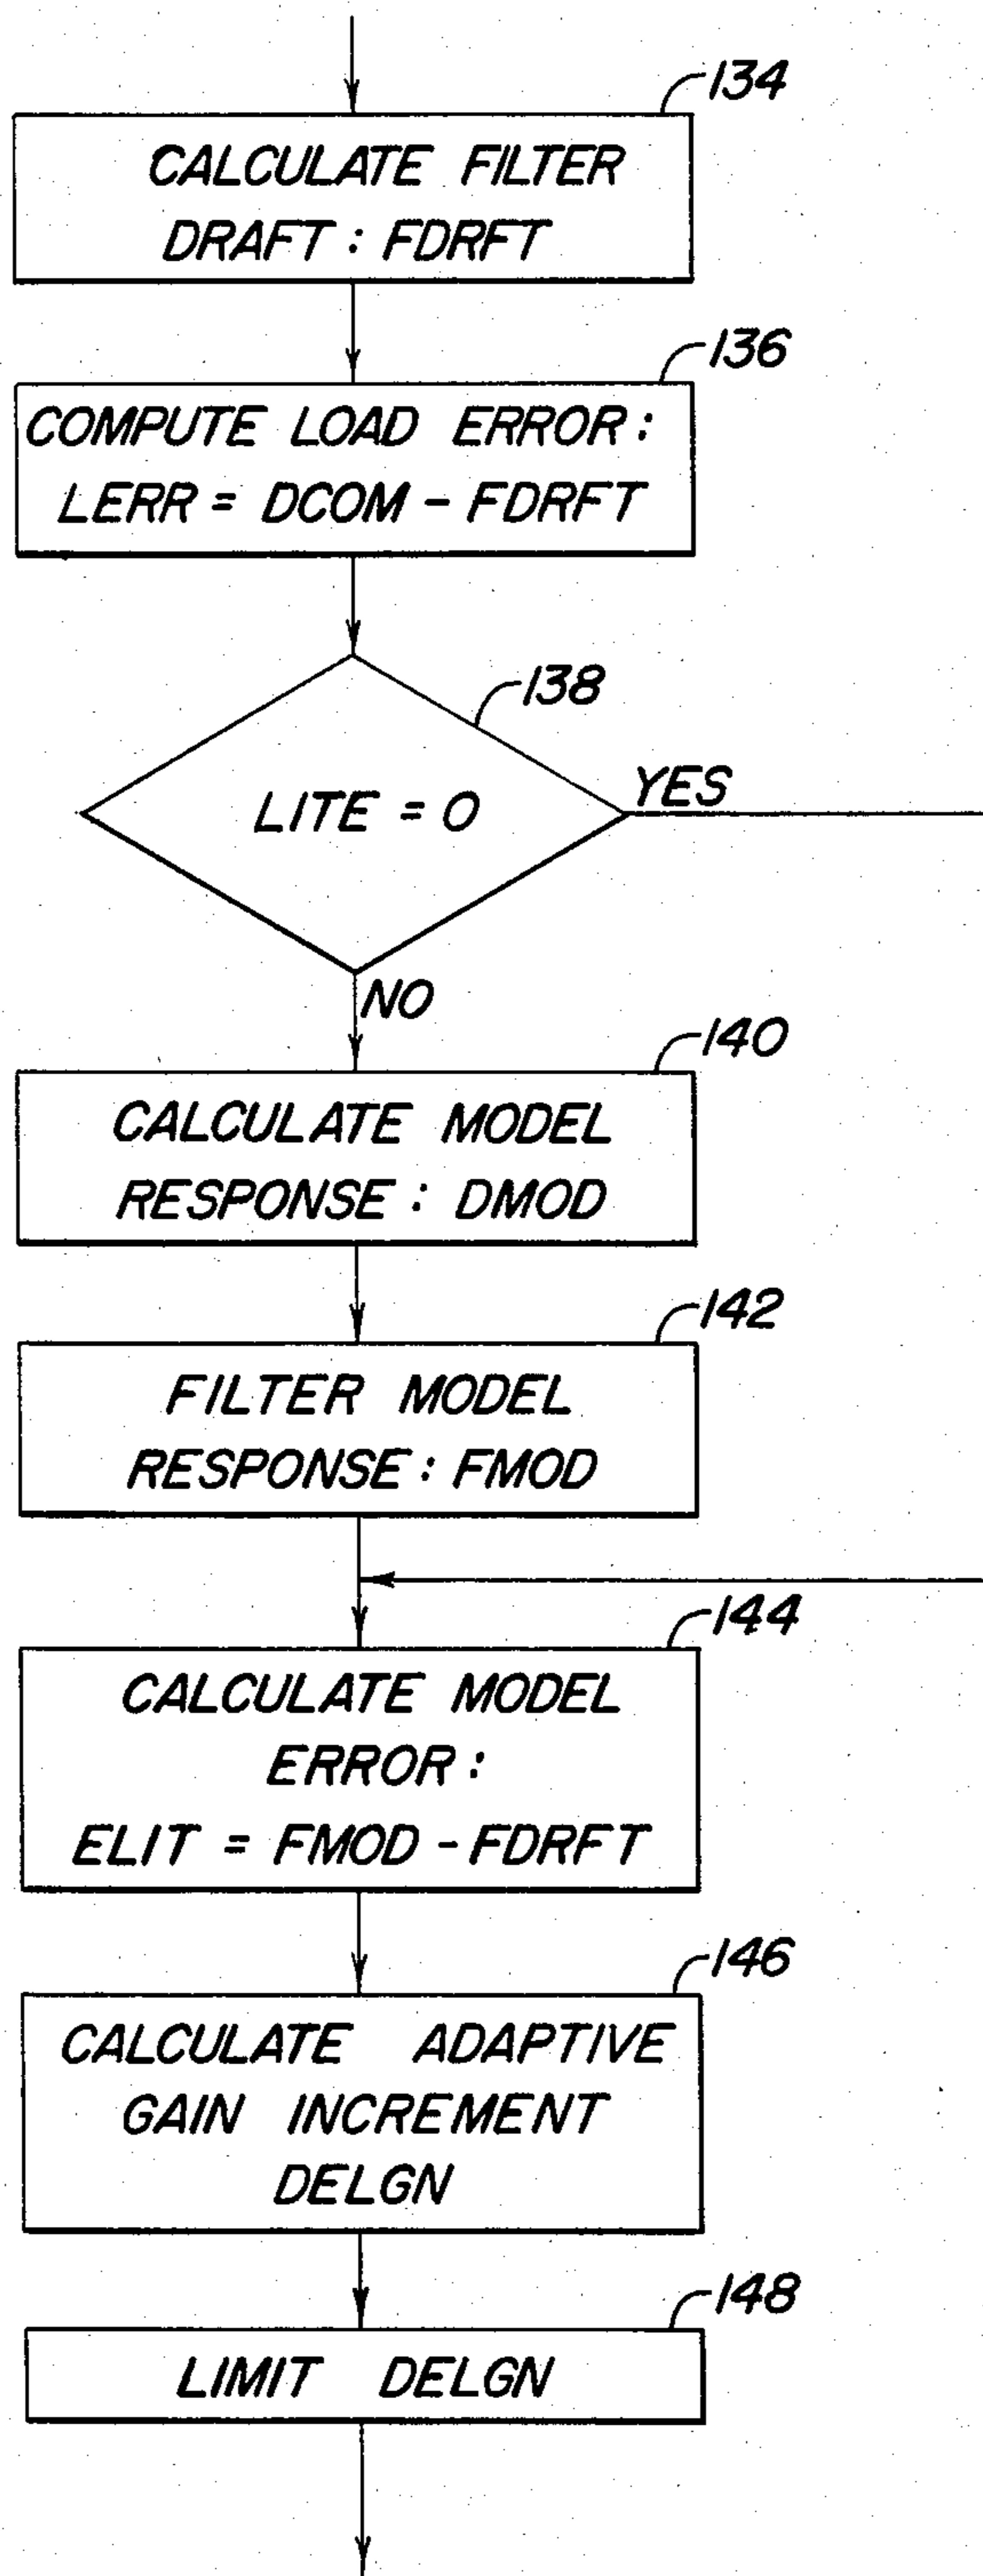 134
CALCULATE FILTER
DRAFT : FDRFT
136
COMPUTE LOAD ERROR :
LERR = DCOM - FDRFT
138
LITE = 0
YES
NO
140
CALCULATE MODEL
RESPONSE : DMOD
142
FILTER MODEL
RESPONSE : FMOD
144
CALCULATE MODEL
ERROR :
ELIT = FMOD - FDRFT
146
CALCULATE ADAPTIVE
GAIN INCREMENT
DELGN
148
LIMIT DELGN